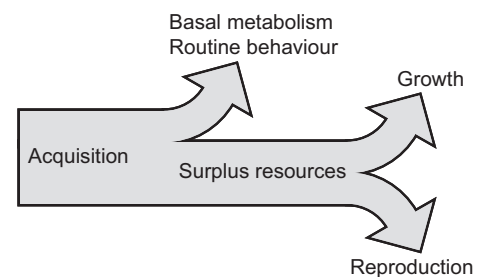 Basal metabolism
Routine behaviour
Growth
Acquisition
Surplus resources
Reproduction